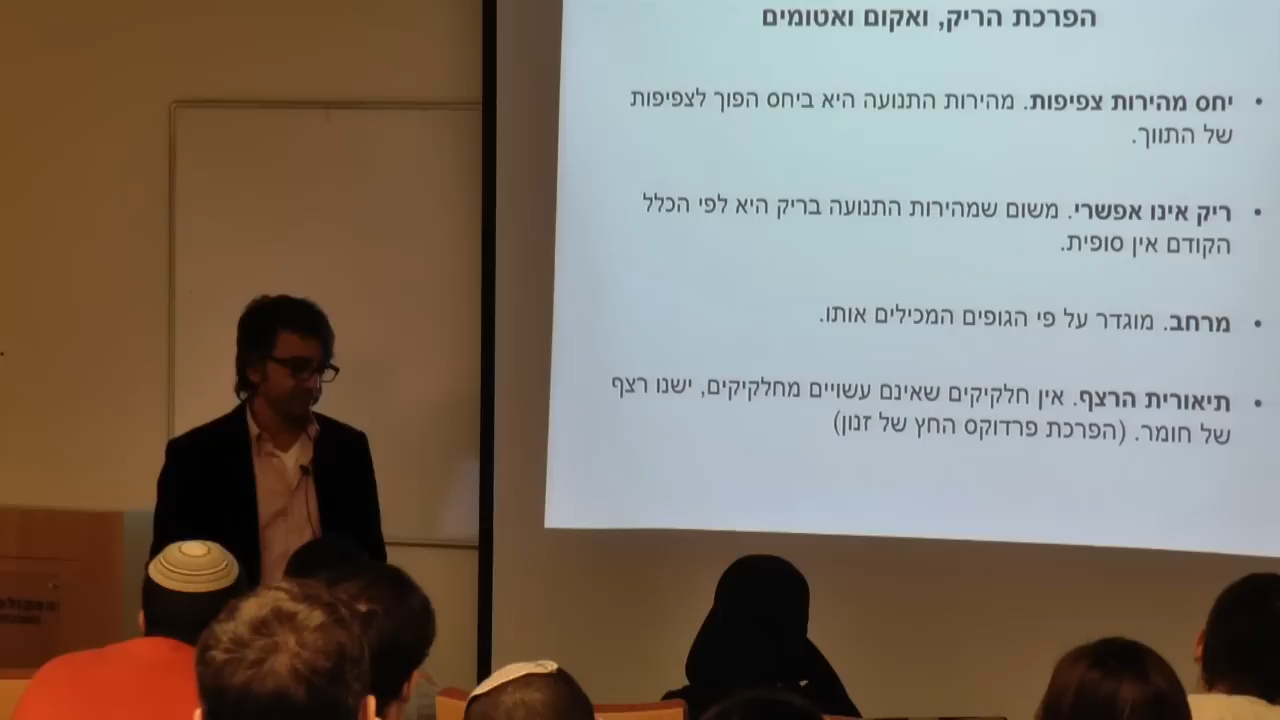 הפרכת הריק, ואקום ואטומים
יחס מהירות צפיפות. מהירות התנועה היא ביחס הפוך לצפיפות
של התווך.
ריק אינו אפשרי. משום שמהירות התנועה בריק היא לפי הכלל
הקודם אין סופית.
מרחב. מוגדר על פי הגופים המכילים אותו.
תיאורית הרצף. אין חלקיקים שאינם עשויים מחלקיקים, ישנו רצף
של חומר. (הפרכת פרדוקס החץ של זנון)